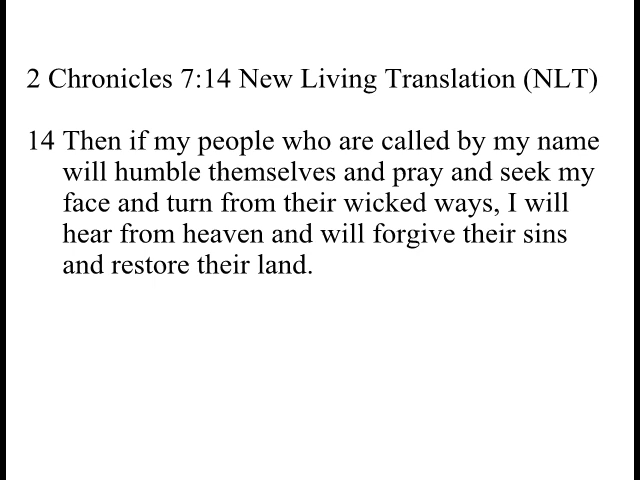 2 Chronicles 7:14 New Living Translation (NLT)
14 Then if my people who are called by my name
will humble themselves and pray and seek my
face and turn from their wicked ways, I will
hear from heaven and will forgive their sins
and restore their land.